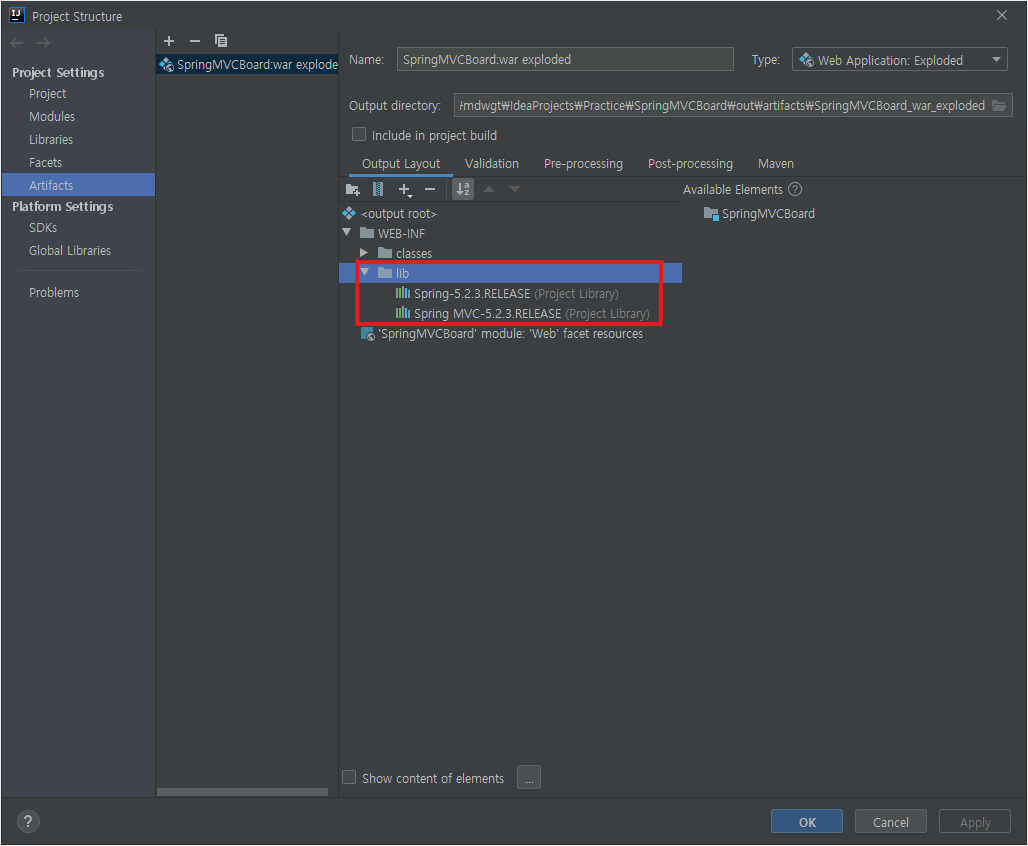 Project Structure
Project Settings
Project
Modules
Libraries
Facets
Artifacts
Platform Settings
SDKs
Global Libraries
Problems
SpringMVCBoard:war explode
Name: SpringMVCBoard:war exploded Type: Web Application: Exploded
Output directory: mdwgt₩IdeaProjects₩Practice₩SpringMVCBoard₩out₩artifacts₩SpringMVCBoard_war_exploded
Include in project build
Output Layout Validation Pre-processing Post-processing Maven
Available Elements ?
<output root>
WEB-INF
classes
lib
Spring-5.2.3.RELEASE (Project Library)
Spring MVC-5.2.3.RELEASE (Project Library)
'SpringMVCBoard' module: 'Web' facet resources
SpringMVCBoard
Show content of elements ...
? OK Cancel Apply